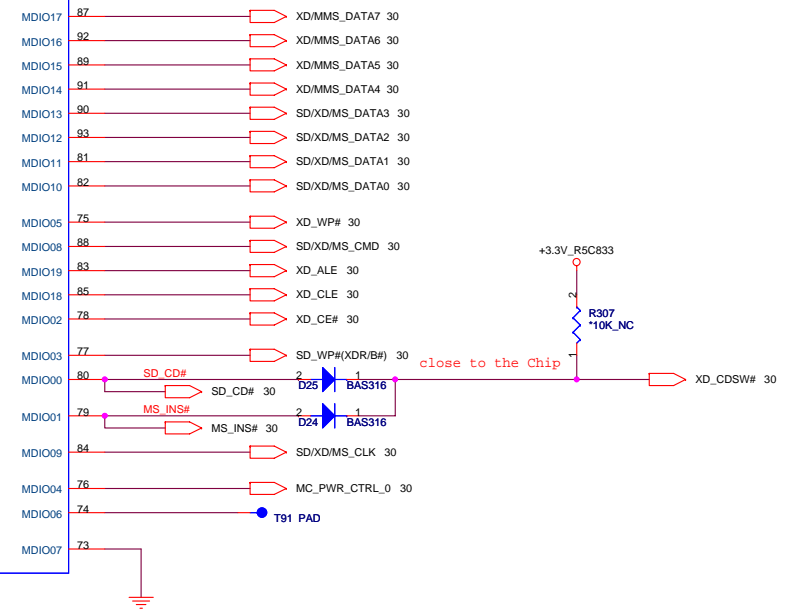 MDIO17 87 XD/MMS_DATA7 30
MDIO16 92 XD/MMS_DATA6 30
MDIO15 89 XD/MMS_DATA5 30
MDIO14 91 XD/MMS_DATA4 30
MDIO13 90 SD/XD/MS_DATA3 30
MDIO12 93 SD/XD/MS_DATA2 30
MDIO11 81 SD/XD/MS_DATA1 30
MDIO10 82 SD/XD/MS_DATA0 30
MDIO05 75 XD_WP# 30
MDIO08 88 SD/XD/MS_CMD 30
+3.3V_R5C833
MDIO19 83 XD_ALE 30
MDIO18 85 XD_CLE 30
2
R307
MDIO02 78 XD_CE# 30
*10K_NC
MDIO03 77 SD_WP#(XDR/B#) 30
1
close to the Chip
MDIO00 80 SD_CD# 2 1 XD_CDSW# 30
D25 BAS316
SD_CD# 30
MDIO01 79 MS_INS# 2 1
D24 BAS316
MS_INS# 30
MDIO09 84 SD/XD/MS_CLK 30
MDIO04 76 MC_PWR_CTRL_0 30
MDIO06 74
T91 PAD
MDIO07 73